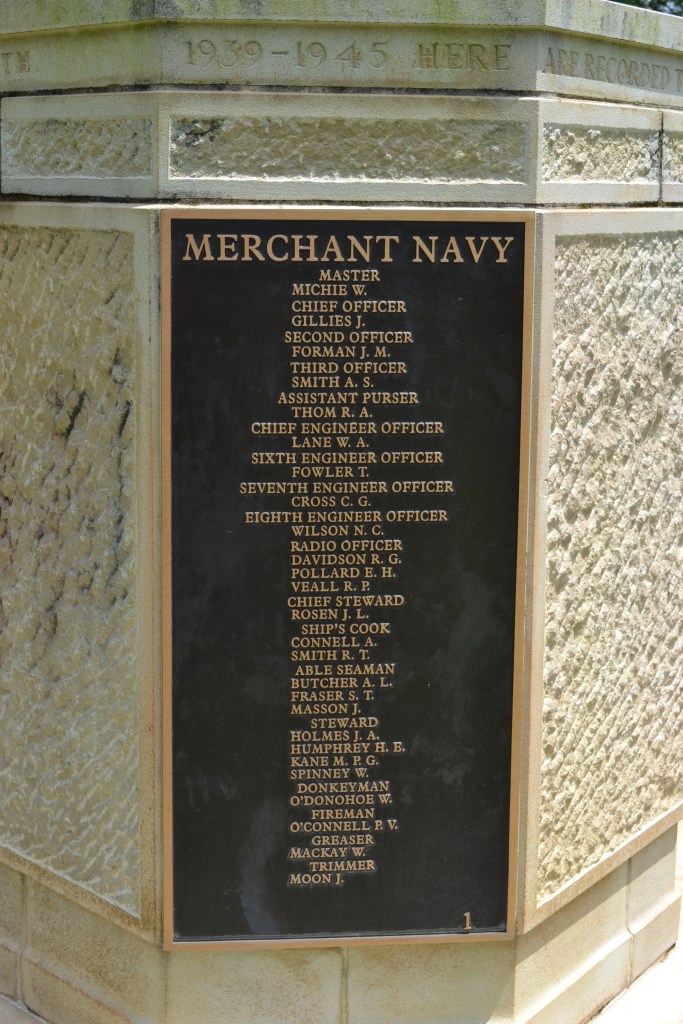 TH
1939-1945 HERE
ARE RECORDED T
MERCHANT NAVY
MASTER
MICHIE W.
CHIEF OFFICER
GILLIES J.
SECOND OFFICER
FORMAN J. M.
THIRD OFFICER
SMITH A. S.
ASSISTANT PURSER
THOM R. A.
CHIEF ENGINEER OFFICER
LANE W. A.
SIXTH ENGINEER OFFICER
FOWLER T.
SEVENTH ENGINEER OFFICER
CROSS C. G.
EIGHTH ENGINEER OFFICER
WILSON N. C.
RADIO OFFICER
DAVIDSON R. G.
POLLARD E. H.
VEALL R. P.
CHIEF STEWARD
ROSEN J. L.
SHIP'S COOK
CONNELL A.
SMITH R. T.
ABLE SEAMAN
BUTCHER A. L.
FRASER S. T.
MASSON J.
STEWARD
HOLMES J. A.
HUMPHREY H. E.
KANE M. P. G.
SPINNEY W.
DONKEYMAN
O'DONOHOE W.
FIREMAN
O'CONNELL P. V.
GREASER
MACKAY W.
TRIMMER
MOON J.
1